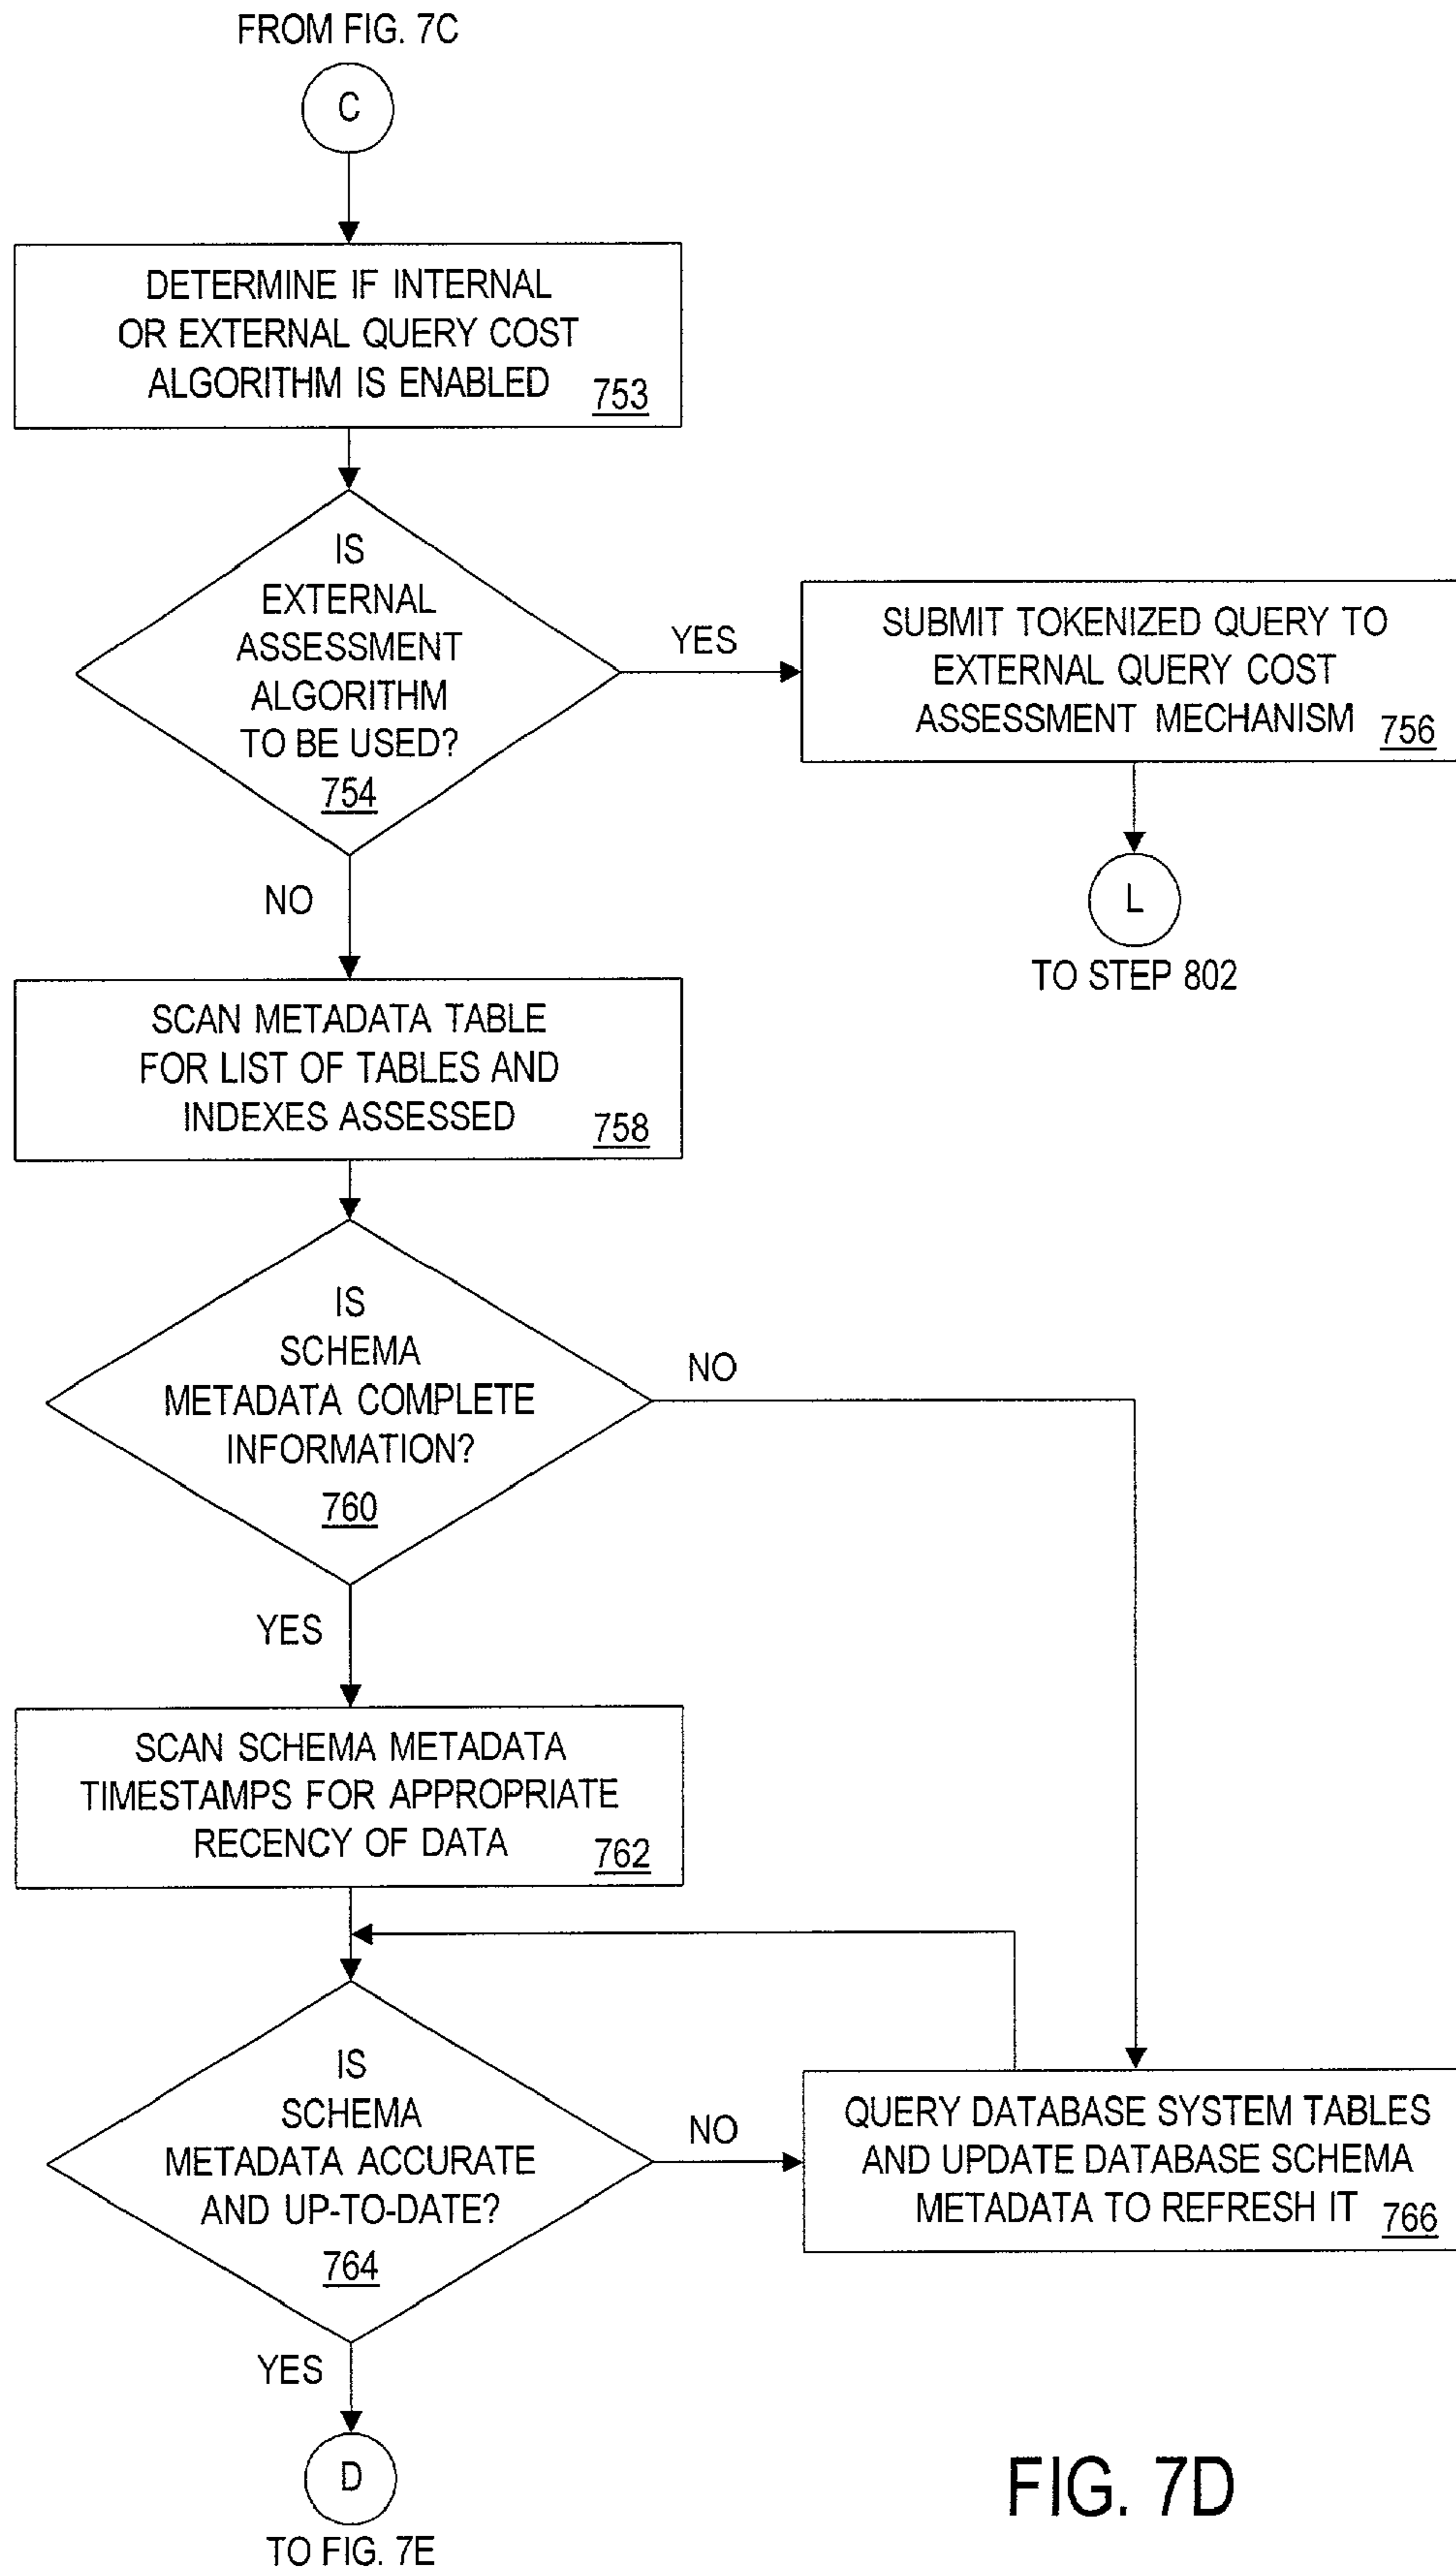 FROM FIG. 7C
C
DETERMINE IF INTERNAL
OR EXTERNAL QUERY COST
ALGORITHM IS ENABLED 753
IS
EXTERNAL
ASSESSMENT
ALGORITHM
TO BE USED?
754
YES
SUBMIT TOKENIZED QUERY TO
EXTERNAL QUERY COST
ASSESSMENT MECHANISM 756
L
TO STEP 802
NO
SCAN METADATA TABLE
FOR LIST OF TABLES AND
INDEXES ASSESSED 758
IS
SCHEMA
METADATA COMPLETE
INFORMATION?
760
NO
YES
SCAN SCHEMA METADATA
TIMESTAMPS FOR APPROPRIATE
RECENCY OF DATA 762
IS
SCHEMA
METADATA ACCURATE
AND UP-TO-DATE?
764
NO
QUERY DATABASE SYSTEM TABLES
AND UPDATE DATABASE SCHEMA
METADATA TO REFRESH IT 766
YES
D
TO FIG. 7E
FIG. 7D